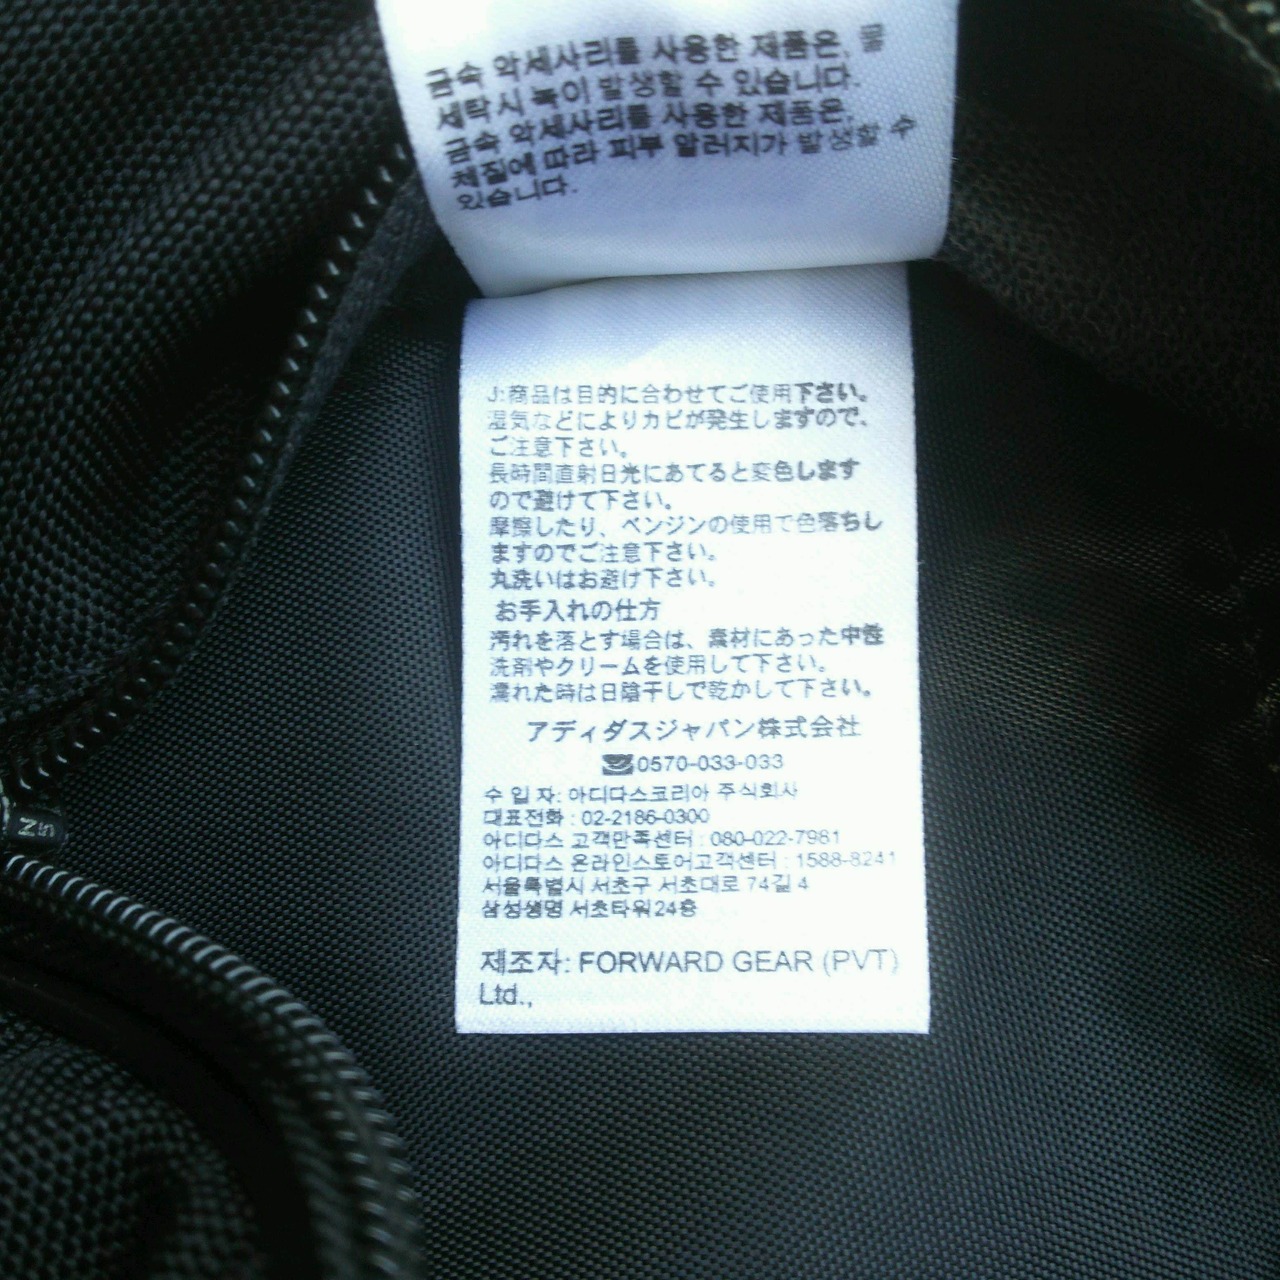 금속 악세사리를 사용한 제품은, 물
세탁시 녹이 발생할 수 있습니다.
금속 악세사리를 사용한 제품은,
체질에 따라 피부 알러지가 발생할 수
있습니다.
J:商品は目的に合わせてご使用下さい。
湿気などによりカビが発生しますので、
ご注意下さい。
長時間直射日光にあてると変色します
ので避けて下さい。
摩擦したり、ベンジンの使用で色落ちし
ますのでご注意下さい。
丸洗いはお避け下さい。
お手入れの仕方
汚れを落とす場合は、素材にあった中性
洗剤やクリームを使用して下さい。
濡れた時は日陰干しで乾かして下さい。
アディダスジャパン株式会社
☎0570-033-033
수 입 자: 아디다스코리아 주식회사
대표전화 : 02-2186-0300
아디다스 고객만족센터 : 080-022-7981
아디다스 온라인스토어고객센터 : 1588-8241
서울특별시 서초구 서초대로 74길 4
삼성생명 서초타워24층
제조자: FORWARD GEAR (PVT)
Ltd.,
N5